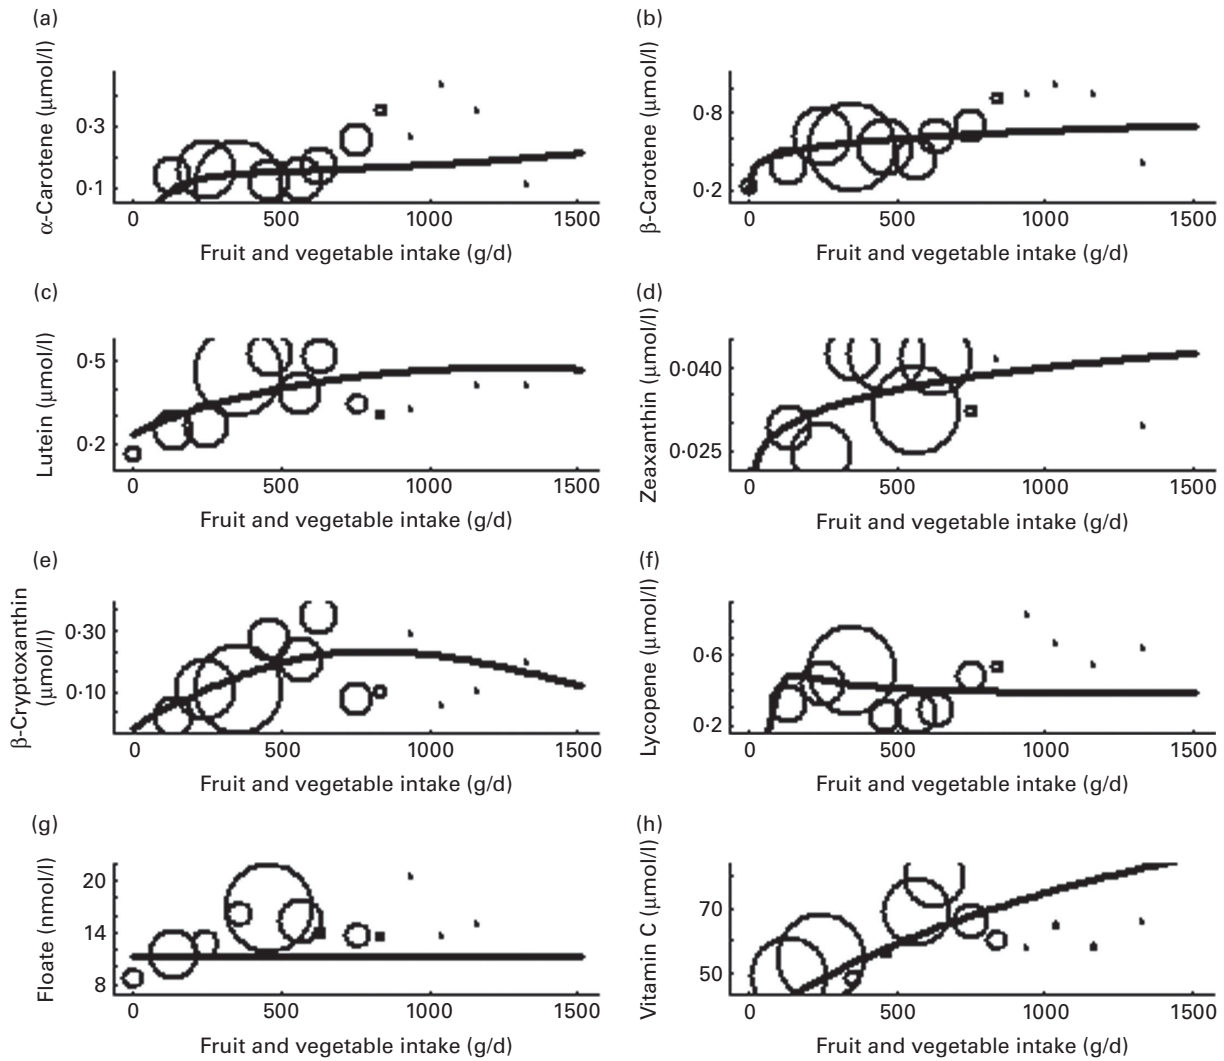 (a)
α-Carotene (μmol/l)
0·3
0·1
0 500 1000 1500
Fruit and vegetable intake (g/d)
(b)
β-Carotene (μmol/l)
0·8
0·2
0 500 1000 1500
Fruit and vegetable intake (g/d)
(c)
Lutein (μmol/l)
0·5
0·2
0 500 1000 1500
Fruit and vegetable intake (g/d)
(d)
Zeaxanthin (μmol/l)
0·040
0·025
0 500 1000 1500
Fruit and vegetable intake (g/d)
(e)
β-Cryptoxanthin
(μmol/l)
0·30
0·10
0 500 1000 1500
Fruit and vegetable intake (g/d)
(f)
Lycopene (μmol/l)
0·6
0·2
0 500 1000 1500
Fruit and vegetable intake (g/d)
(g)
Floate (nmol/l)
20
14
8
0 500 1000 1500
Fruit and vegetable intake (g/d)
(h)
Vitamin C (μmol/l)
70
50
0 500 1000 1500
Fruit and vegetable intake (g/d)